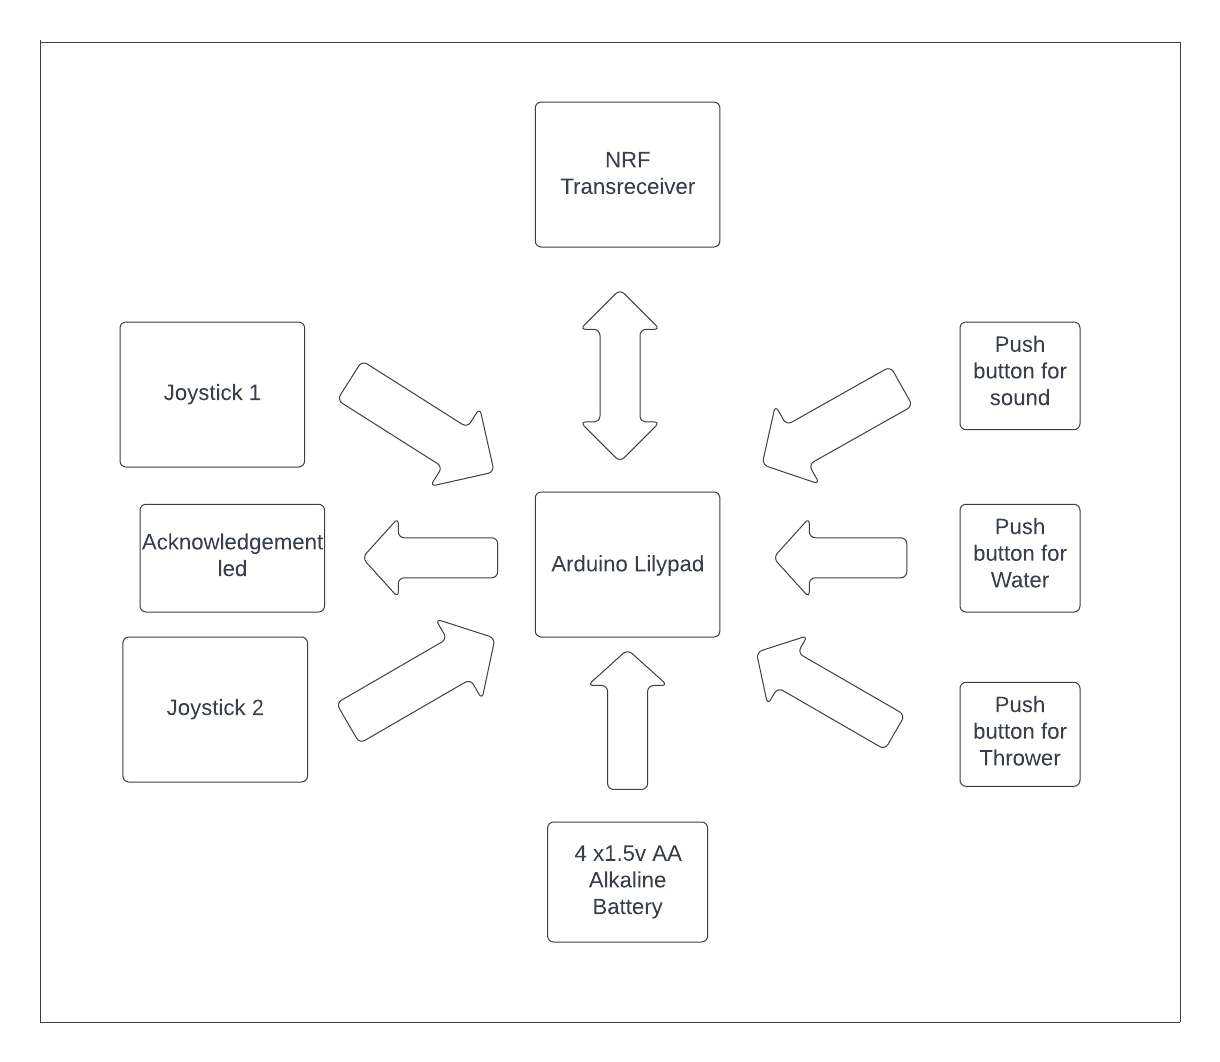 NRF
Transreceiver
Joystick 1
Push
button for
sound
Acknowledgement
led
Arduino Lilypad
Push
button for
Water
Joystick 2
Push
button for
Thrower
4 x1.5v AA
Alkaline
Battery